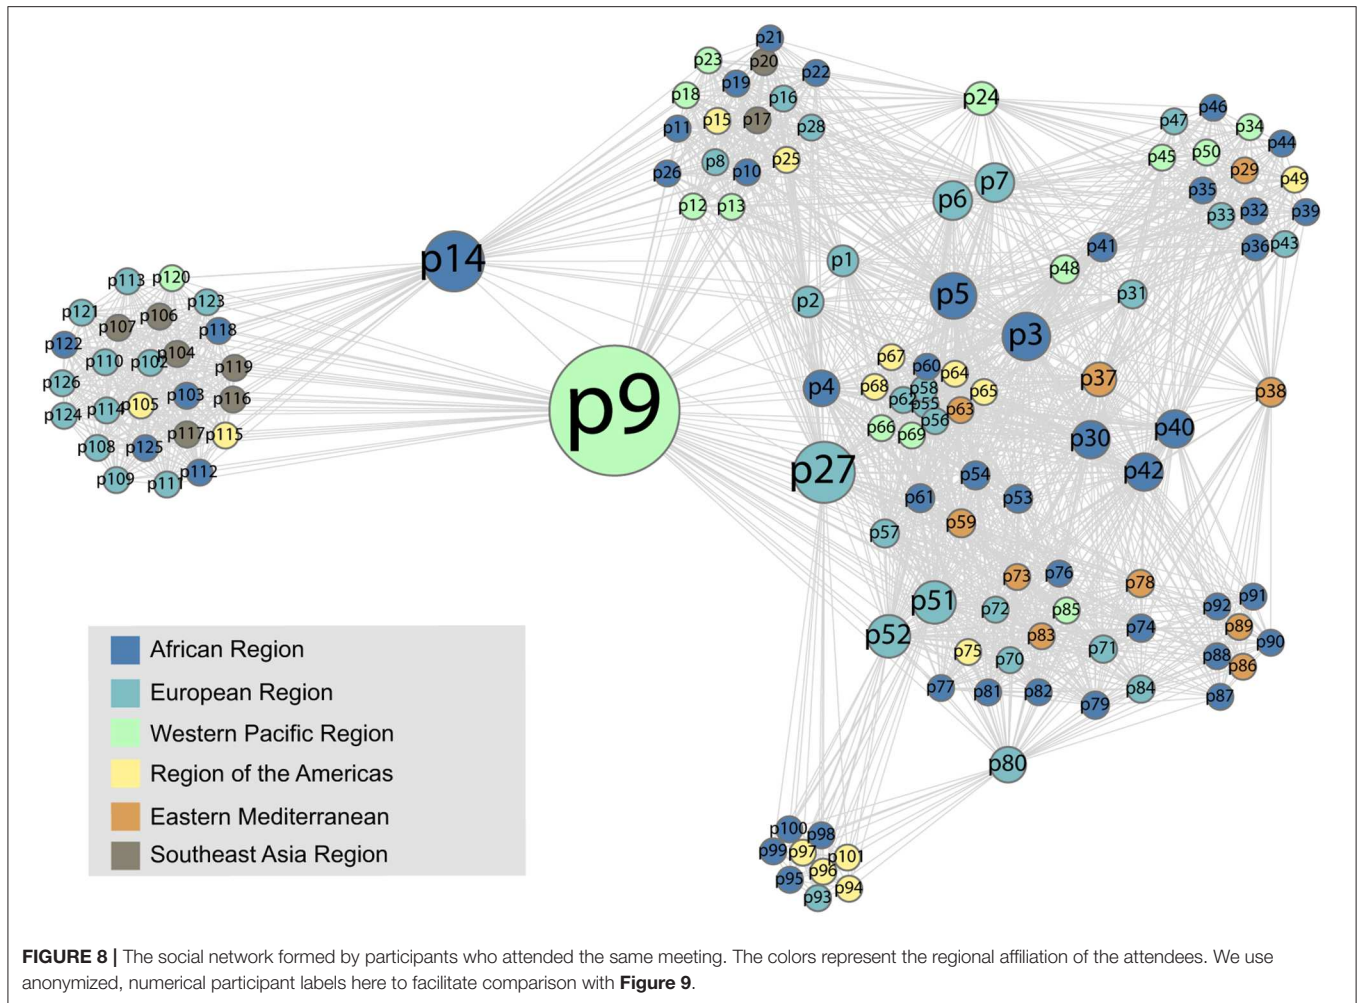 p21
p23
p20
p22
p19
p18
p16
p24
p15
p17
p11
p28
p8
p25
p26
p10
p12
p13
p46
p47
p34
p44
p45
p50
p29
p49
p35
p33
p32
p39
p36
p43
p7
p6
p14
p1
p41
p48
p2
p5
p31
p3
p113
p120
p121
p123
p107
p106
p118
p122
p110
p102
p104
p119
p126
p103
p116
p124
p114
p105
p108
p125
p117
p115
p109
p111
p112
p9
p67
p60
p64
p4
p68
p58
p65
p62
p55
p63
p56
p66
p69
p37
p38
p30
p40
p42
p27
p54
p61
p53
p59
p57
p73
p76
p78
p51
p72
p85
p52
p83
p74
p75
p70
p71
p77
p81
p82
p79
p84
p92
p91
p89
p90
p88
p86
p87
p80
p100
p98
p99
p97
p101
p96
p95
p94
p93
African Region
European Region
Western Pacific Region
Region of the Americas
Eastern Mediterranean
Southeast Asia Region
FIGURE 8 | The social network formed by participants who attended the same meeting. The colors represent the regional affiliation of the attendees. We use
anonymized, numerical participant labels here to facilitate comparison with Figure 9.